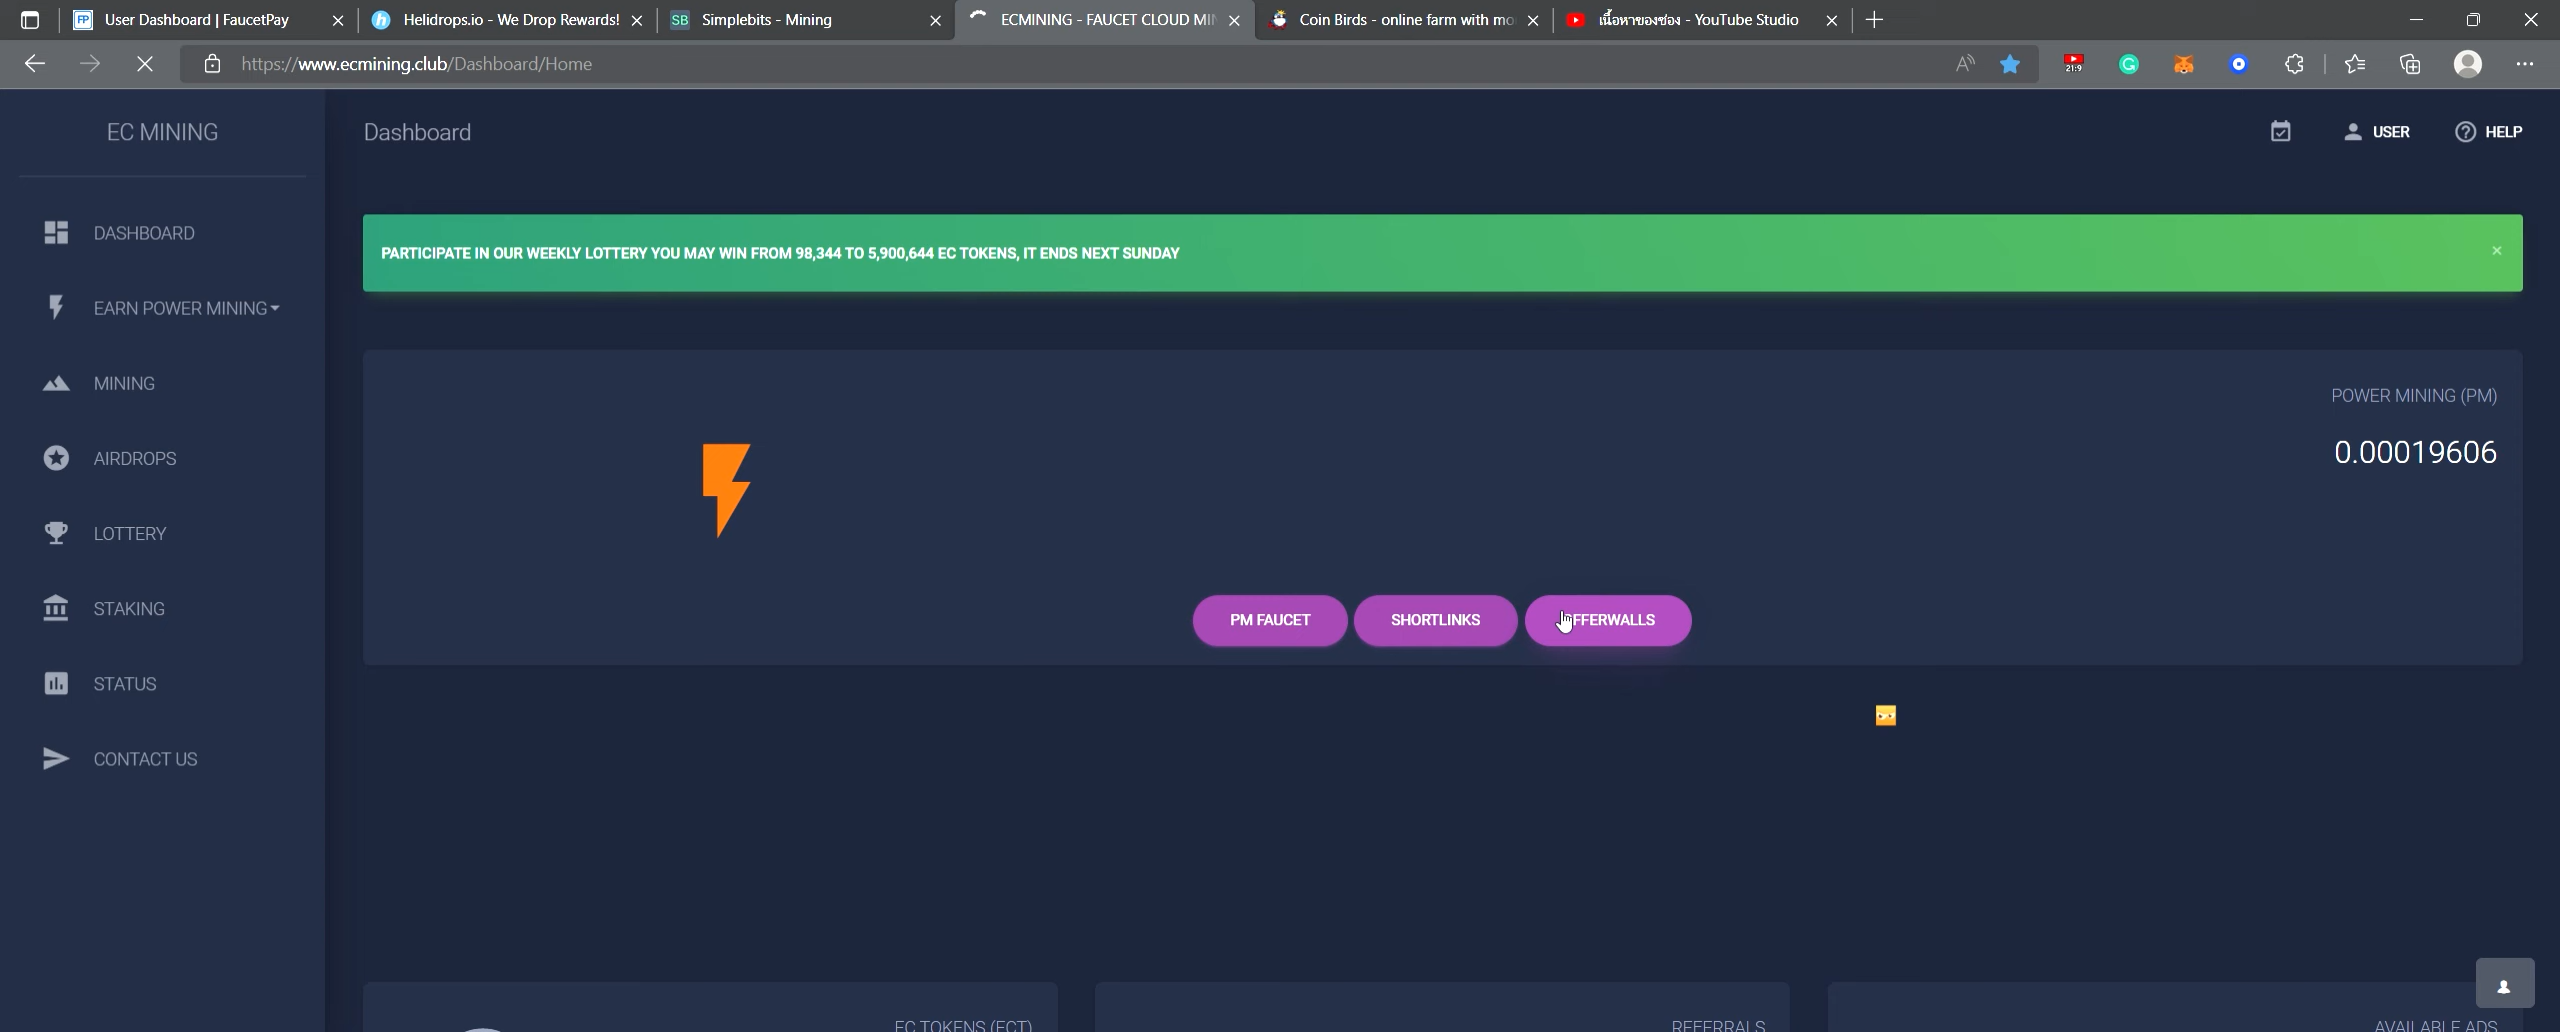 User Dashboard | FaucetPay
Helidrops.io - We Drop Rewards!
SB Simplebits - Mining
ECMINING - FAUCET CLOUD MI
Coin Birds - online farm with mo
เนื้อหาของช่อง - YouTube Studio
https://www.ecmining.club/Dashboard/Home
21:9
EC MINING
Dashboard
USER
HELP
DASHBOARD
EARN POWER MINING
MINING
AIRDROPS
LOTTERY
STAKING
STATUS
CONTACT US
PARTICIPATE IN OUR WEEKLY LOTTERY YOU MAY WIN FROM 98,344 TO 5,900,644 EC TOKENS, IT ENDS NEXT SUNDAY
POWER MINING (PM)
0.00019606
PM FAUCET
SHORTLINKS
OFFERWALLS
EC TOKENS (ECT)
REFERRALS
AVAILABLE ADS